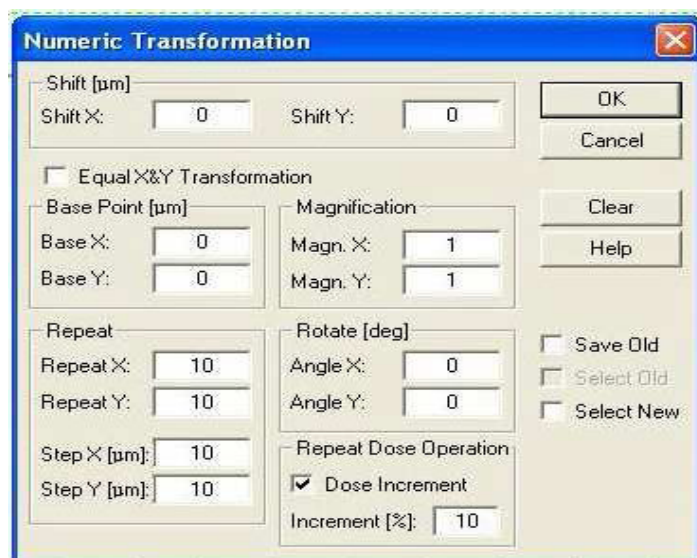 Numeric Transformation
Shift [µm]
Shift X: 0 Shift Y: 0
OK
Cancel
Equal X&Y Transformation
Base Point [µm]
Base X: 0
Base Y: 0
Magnification
Magn. X: 1
Magn. Y: 1
Clear
Help
Repeat
Repeat X: 10
Repeat Y: 10
Step X [µm]: 10
Step Y [µm]: 10
Rotate [deg]
Angle X: 0
Angle Y: 0
Repeat Dose Operation
Dose Increment
Increment [%]: 10
Save Old
Select Old
Select New